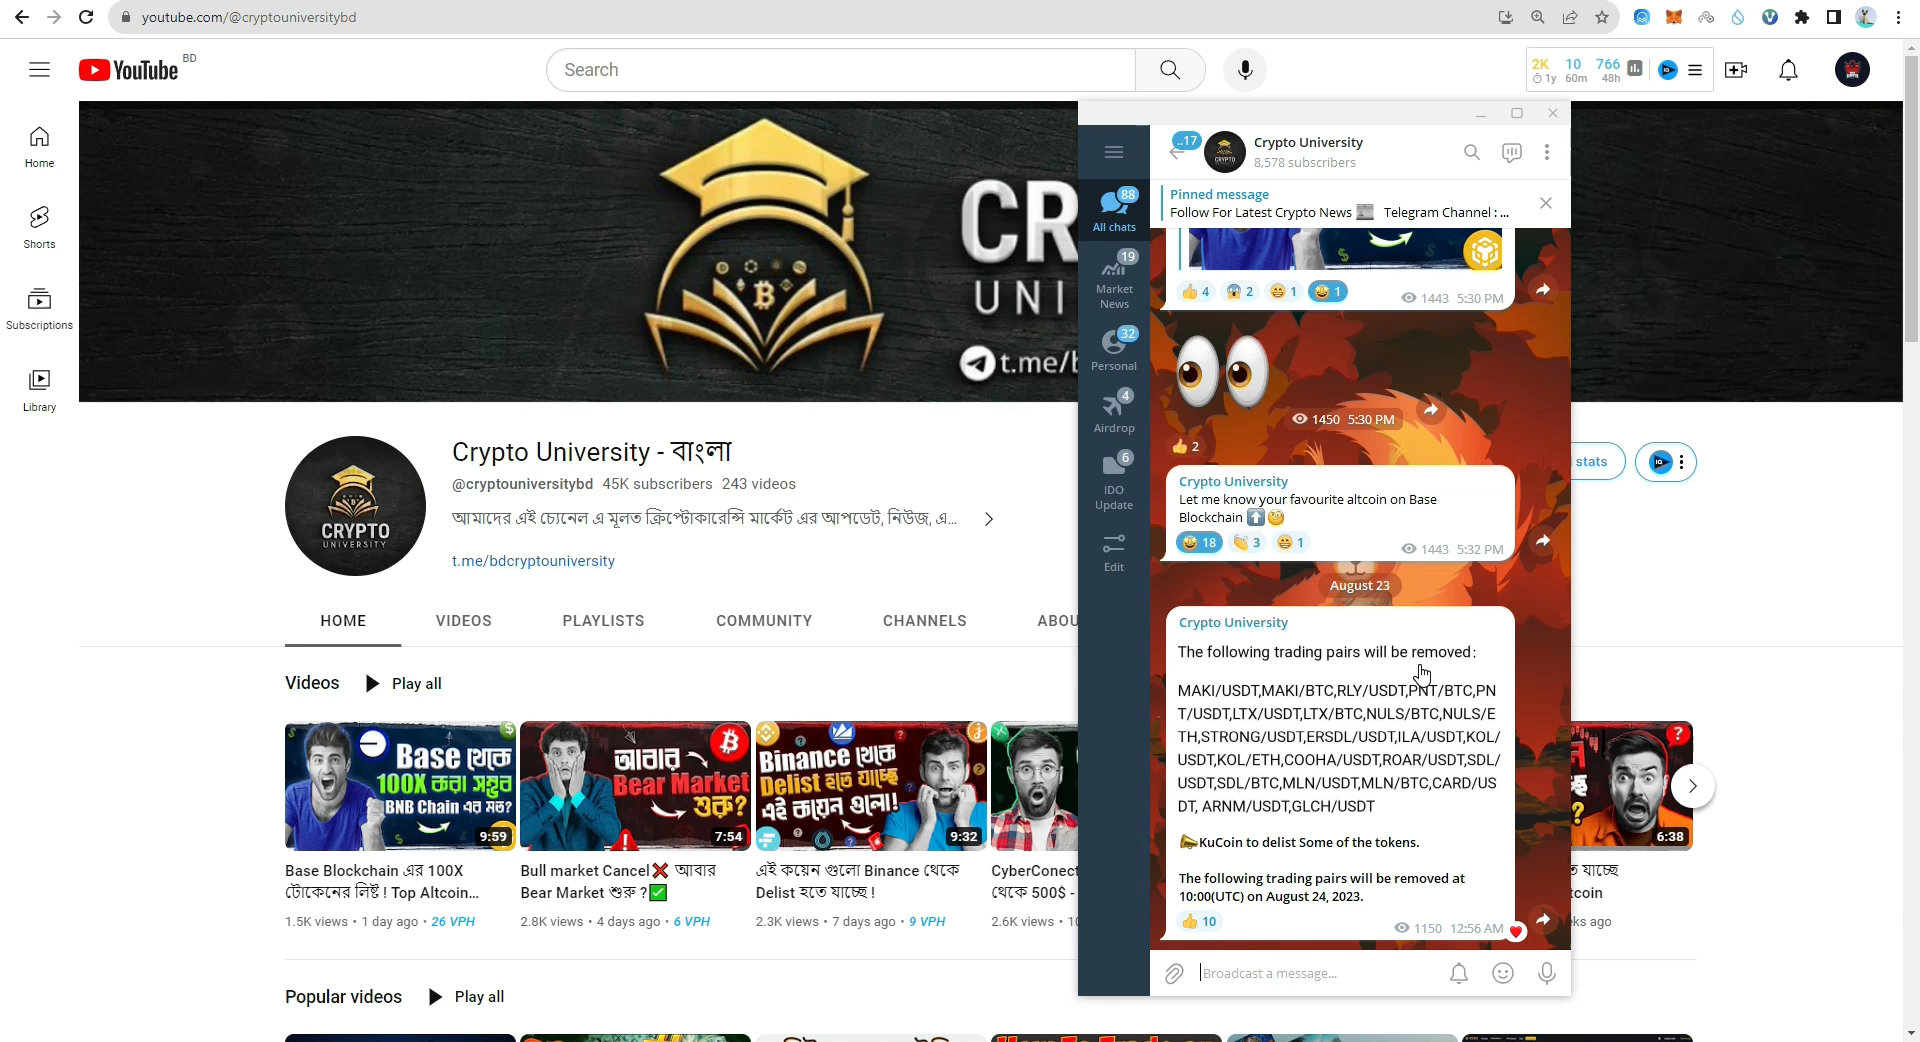 youtube.com/@cryptouniversitybd
YouTube
BD
Search
2K 10 766
1y 60m 48h
Home
Shorts
Subscriptions
Library
CR
UNI
t.me/b
Crypto University - বাংলা
@cryptouniversitybd 45K subscribers 243 videos
আমাদের এই চ্যেনেল এ মূলত ক্রিপ্টোকারেন্সি মার্কেট এর আপডেট, নিউজ, এ...
t.me/bdcryptouniversity
CRYPTO
UNIVERSITY
stats
HOME
VIDEOS
PLAYLISTS
COMMUNITY
CHANNELS
ABOU
Videos
Play all
Base থেকে
100X করা সম্ভব
BNB Chain এর মত?
9:59
আবার
Bear Market
শুরু?
7:54
Binance থেকে
Delist হতে যাচ্ছে
এই কয়েন গুলো!
9:32
6:38
Base Blockchain এর 100X
টোকেনের লিষ্ট ! Top Altcoin...
1.5K views • 1 day ago • 26 VPH
Bull market Cancel❌ আবার
Bear Market শুরু ?✅
2.8K views • 4 days ago • 6 VPH
এই কয়েন গুলো Binance থেকে
Delist হতে যাচ্ছে !
2.3K views • 7 days ago • 9 VPH
CyberConect
থেকে 500$ -
2.6K views • 10
ত যাচ্ছে
tcoin
eks ago
Popular videos
Play all
..17
Crypto University
8,578 subscribers
CRYPTO
88
All chats
19
Market
News
32
Personal
4
Airdrop
6
IDO
Update
Edit
Pinned message
Follow For Latest Crypto News 📰 Telegram Channel : ...
👍 4 😱 2 😁 1 🤩 1
1443 5:30 PM
1450 5:30 PM
👍 2
Crypto University
Let me know your favourite altcoin on Base
Blockchain ⬆️🧐
🤩 18 👏 3 😁 1
1443 5:32 PM
August 23
Crypto University
The following trading pairs will be removed:
MAKI/USDT,MAKI/BTC,RLY/USDT,PNT/BTC,PN
T/USDT,LTX/USDT,LTX/BTC,NULS/BTC,NULS/E
TH,STRONG/USDT,ERSDL/USDT,ILA/USDT,KOL/
USDT,KOL/ETH,COOHA/USDT,ROAR/USDT,SDL/
USDT,SDL/BTC,MLN/USDT,MLN/BTC,CARD/US
DT, ARNM/USDT,GLCH/USDT
📣KuCoin to delist Some of the tokens.
The following trading pairs will be removed at
10:00(UTC) on August 24, 2023.
👍 10
1150 12:56 AM
Broadcast a message...